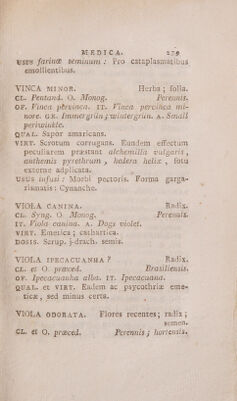 MEDICA. 279
USUS farinæ seminum: Pro cataplasmatibus
emollientibus.
VINCA MINOR. Herba; folia.
CL. Pentand. O. Monog. Perennis.
OF. Vinca pervinca. IT. Vinca pervinca mi-
nore. GR. Immergrün; wintergrün. A. Small
periwinkle.
QUAL. Sapor amaricans.
VIRT. Scrotum corrugans. Eundem effectum
peculiarem præstant alchemilla vulgaris,
anthemis pyrethrum, hedera helix, fotu
externe adplicata.
USUS infusi: Morbi pectoris. Forma garga-
rismatis: Cynanche.
VIOLA CANINA. Radix.
CL. Syng. O. Monog. Perennis.
IT. Viola canina. A. Dogs violet.
VIRT. Emetica; cathartica.
DOSIS. Scrup. j-drach. semis.
VIOLA IPECACUANHA? Radix.
CL. et O. præced. Brasiliensis.
OF. Ipecacuanha alba. IT. Ipecacuana.
QUAL. et VIRT. Eadem ac psycothriæ eme-
ticæ, sed minus certa.
VIOLA ODORATA. Flores recentes; radix;
semen.
CL. et O. præced. Perennis; hortensis.